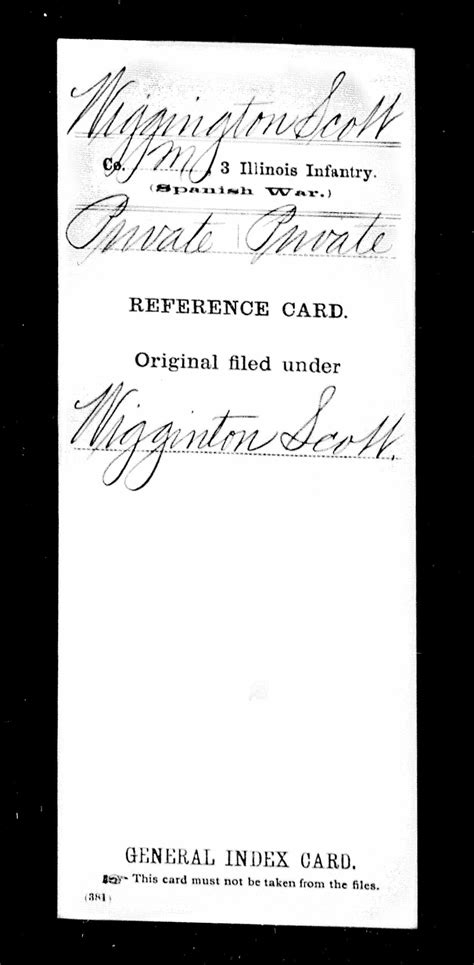 Wiggington Scott
Co. M, 3 Illinois Infantry.
(Spanish War.)
Private | Private
REFERENCE CARD.
Original filed under
Wigginton Scott.
GENERAL INDEX CARD.
☞ This card must not be taken from the files.
(381)